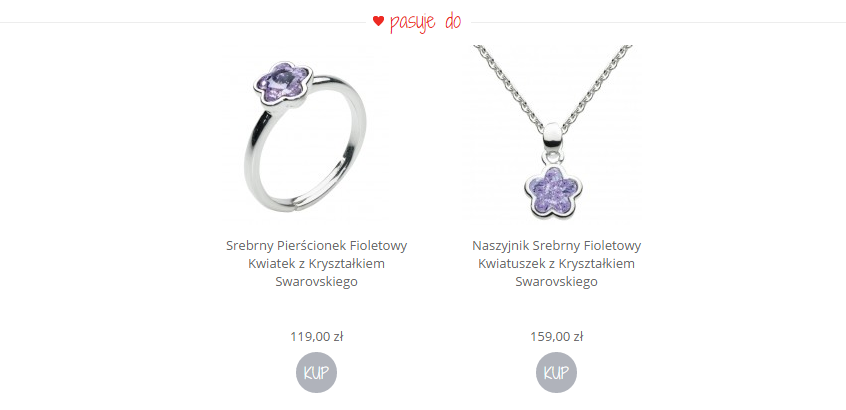 pasuje do
Srebrny Pierścionek Fioletowy
Kwiatek z Kryształkiem
Swarovskiego
119,00 zł
KUP
Naszyjnik Srebrny Fioletowy
Kwiatuszek z Kryształkiem
Swarovskiego
159,00 zł
KUP